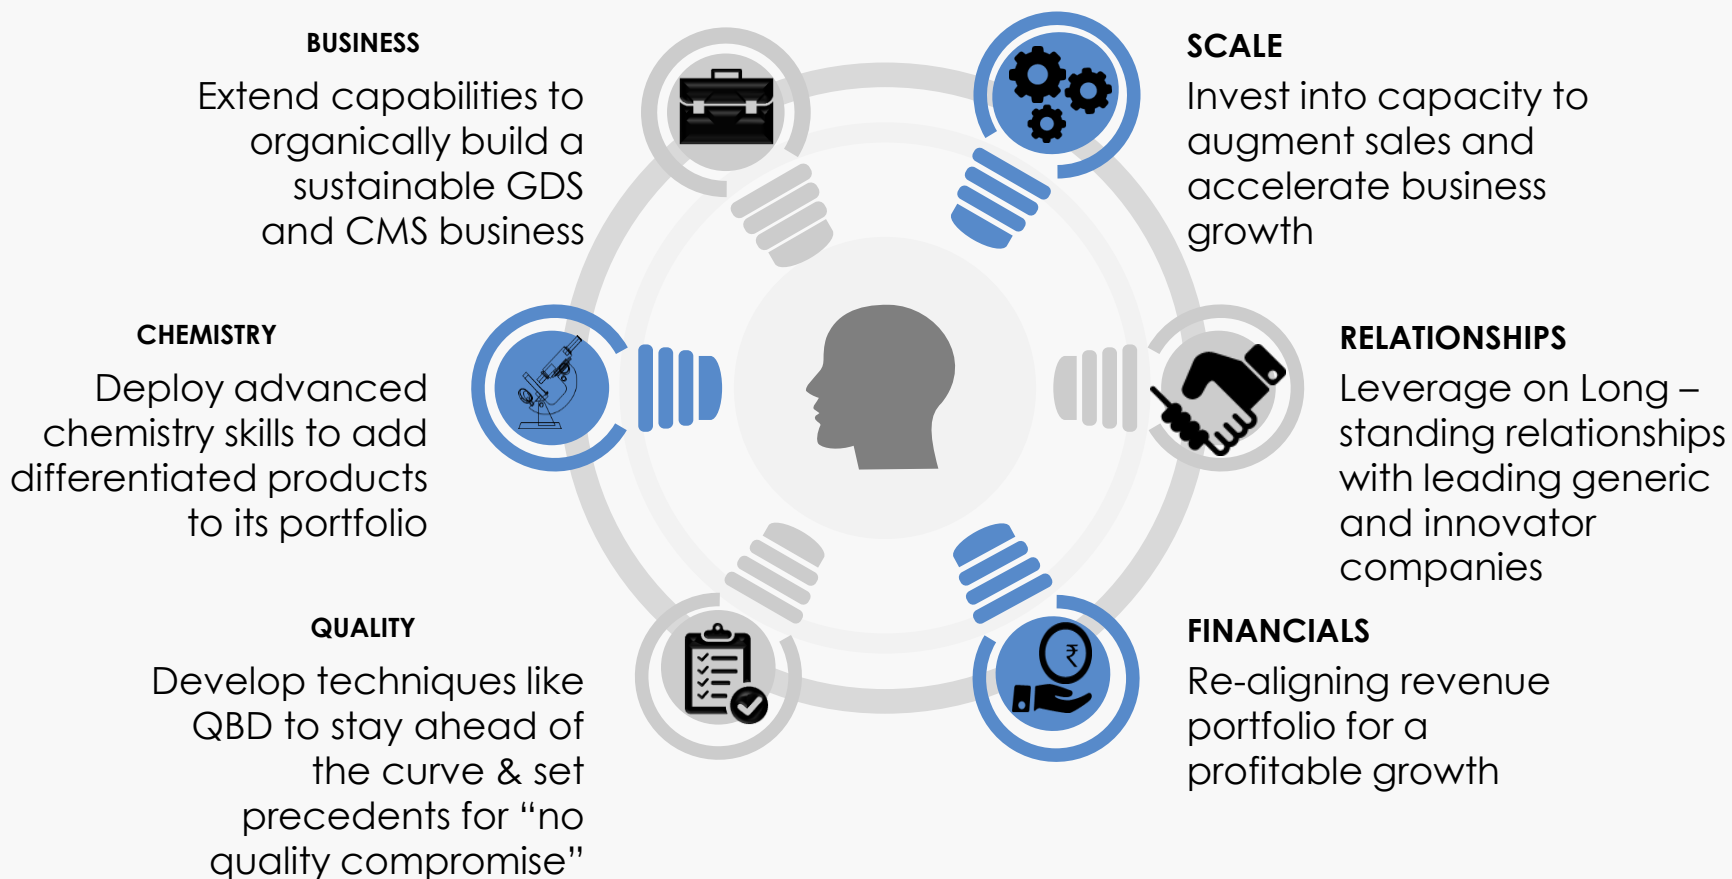 BUSINESS
Extend capabilities to
organically build a
sustainable GDS
and CMS business
SCALE
Invest into capacity to
augment sales and
accelerate business
growth
CHEMISTRY
Deploy advanced
chemistry skills to add
differentiated products
to its portfolio
RELATIONSHIPS
Leverage on Long –
standing relationships
with leading generic
and innovator
companies
QUALITY
Develop techniques like
QBD to stay ahead of
the curve & set
precedents for “no
quality compromise”
₹
FINANCIALS
Re-aligning revenue
portfolio for a
profitable growth